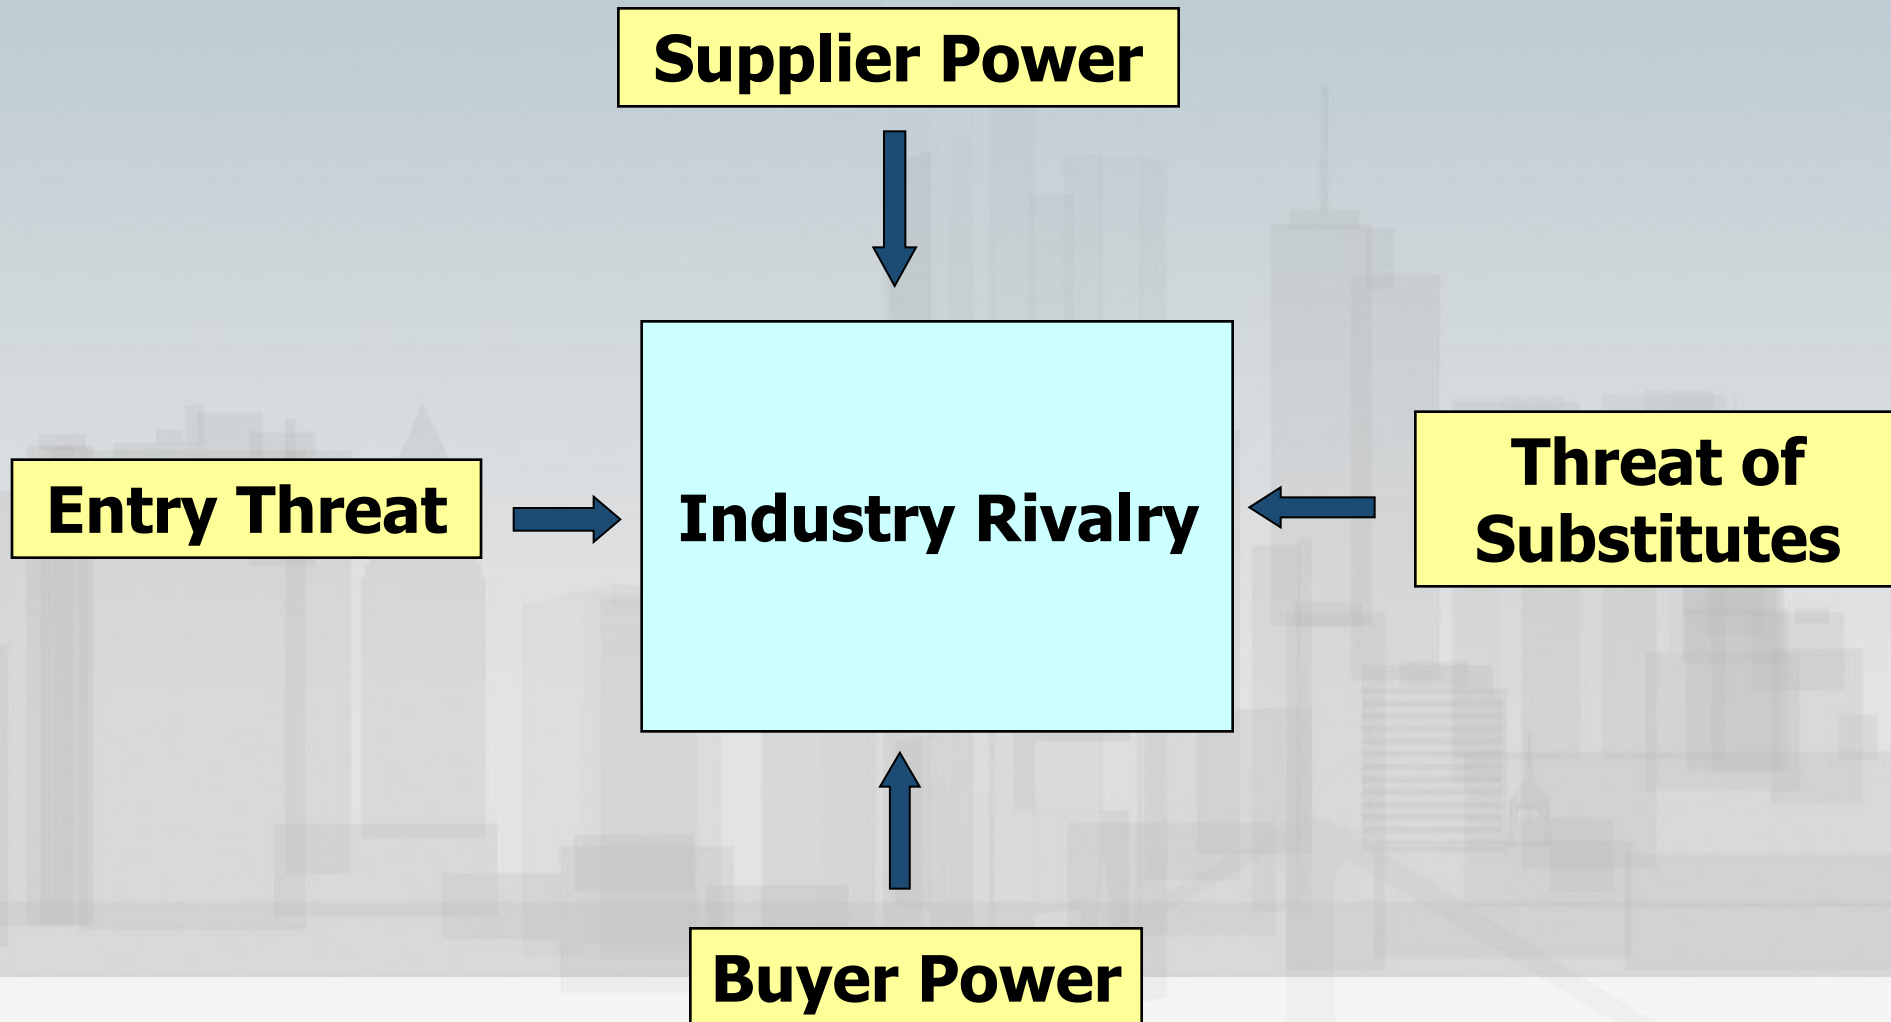 Supplier Power
Entry Threat
Industry Rivalry
Threat of
Substitutes
Buyer Power